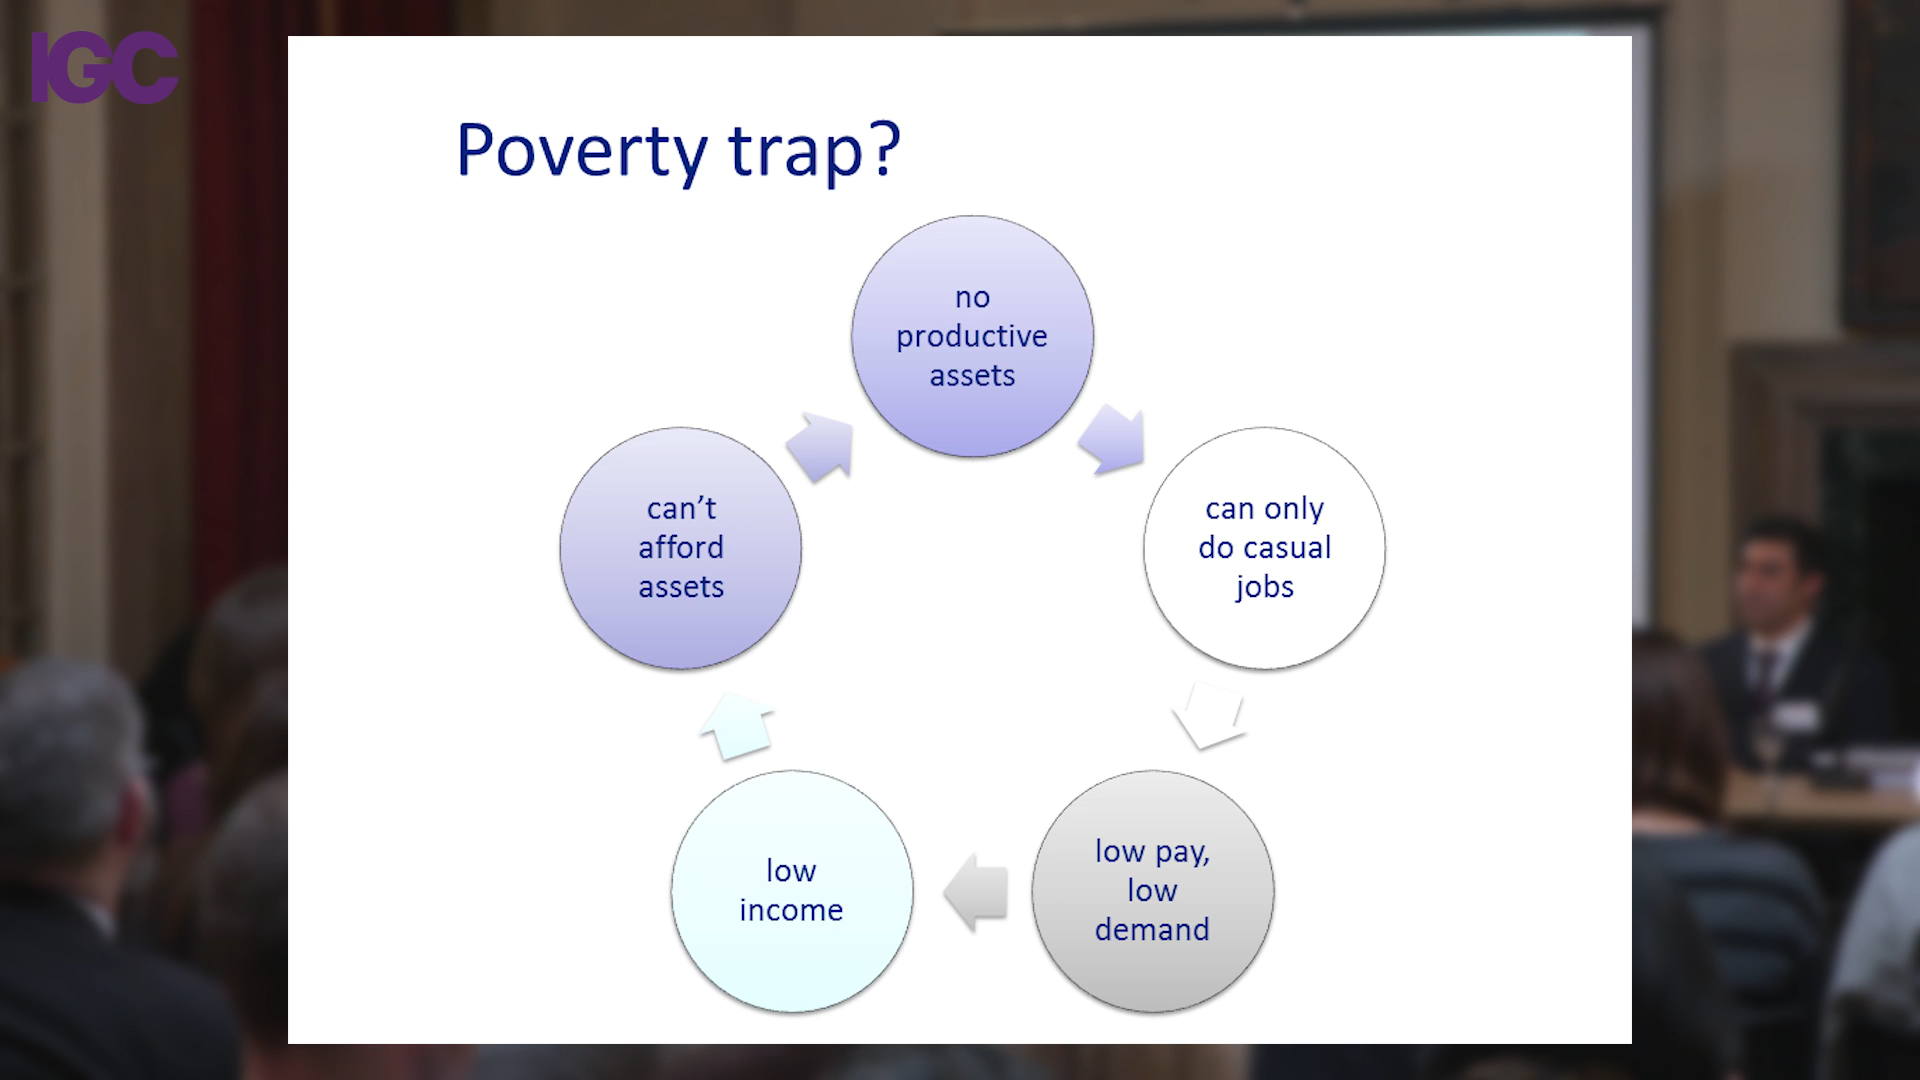 IGC
Poverty trap?
no
productive
assets
can only
do casual
jobs
low pay,
low
demand
low
income
can’t
afford
assets